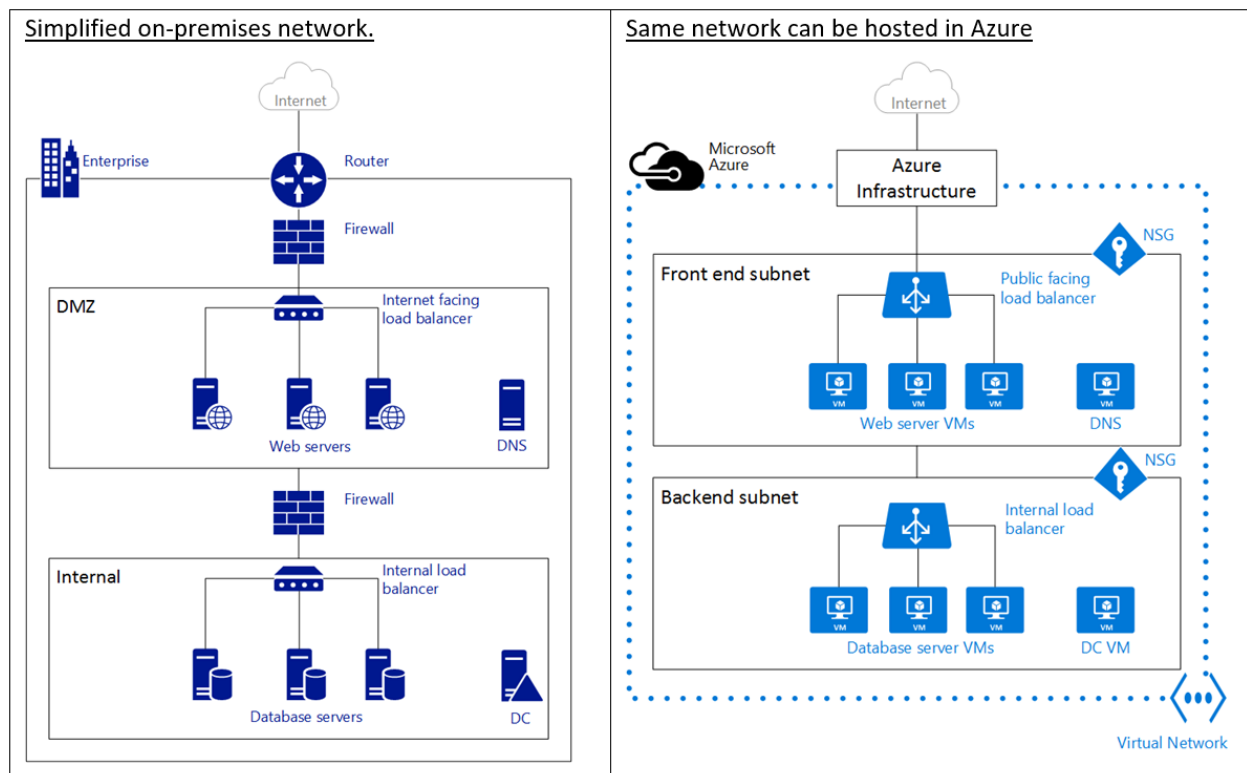 Simplified on-premises network.
Internet
Enterprise
Router
Firewall
DMZ
Internet facing
load balancer
Web servers
DNS
Firewall
Internal
Internal load
balancer
Database servers
DC
Same network can be hosted in Azure
Internet
Microsoft
Azure
Azure
Infrastructure
NSG
Front end subnet
Public facing
load balancer
VM
VM
VM
VM
Web server VMs
DNS
NSG
Backend subnet
Internal load
balancer
VM
VM
VM
VM
Database server VMs
DC VM
Virtual Network